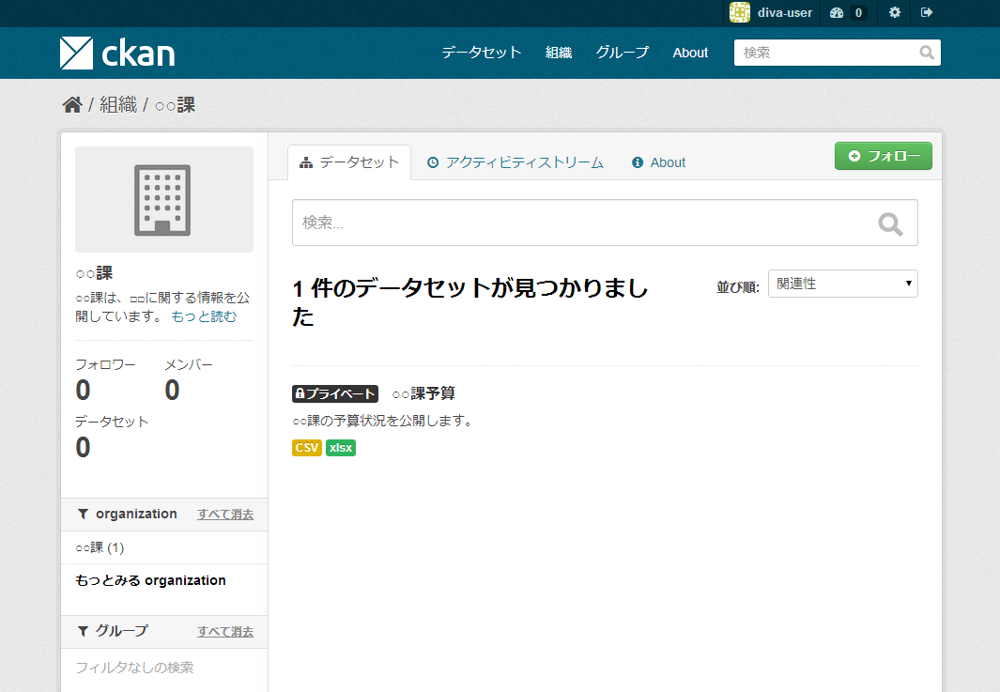 diva-user 0
ckan
データセット 組織 グループ About 検索
/ 組織 / ○○課
データセット アクティビティストリーム About フォロー
検索...
○○課
○○課は、□□に関する情報を公
開しています。 もっと読む
フォロワー メンバー
0 0
データセット
0
1 件のデータセットが見つかりまし
た
並び順: 関連性
プライベート ○○課予算
○○課の予算状況を公開します。
CSV xlsx
organization すべて消去
○○課 (1)
もっとみる organization
グループ すべて消去
フィルタなしの検索